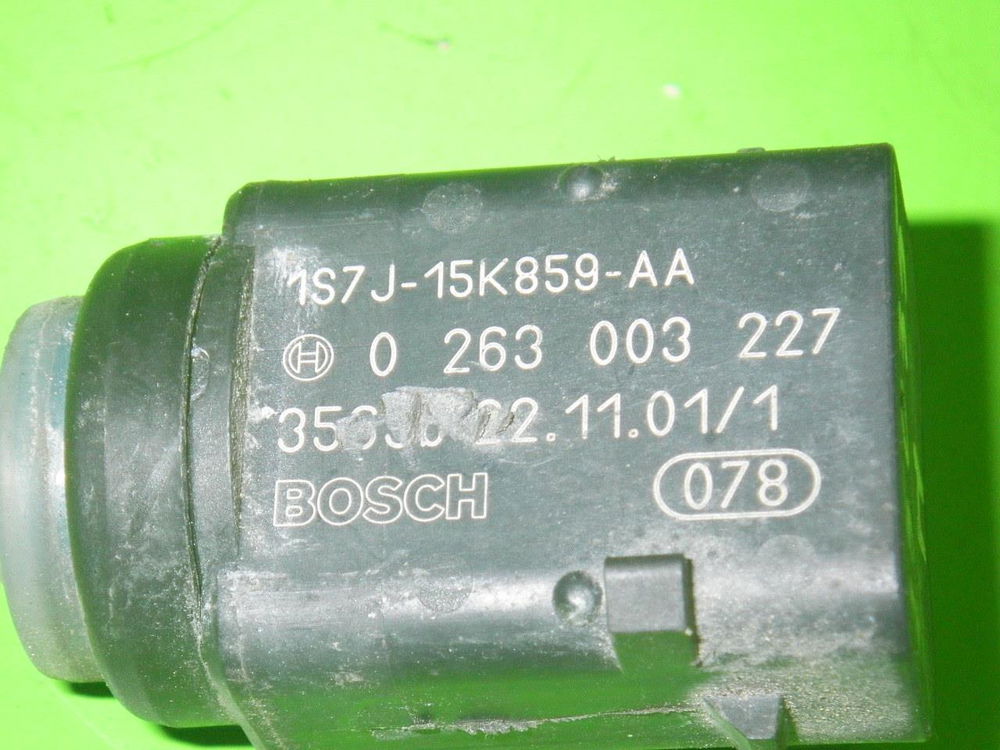 1S7J-15K859-AA
0 263 003 227
22.11.01/1
BOSCH
078